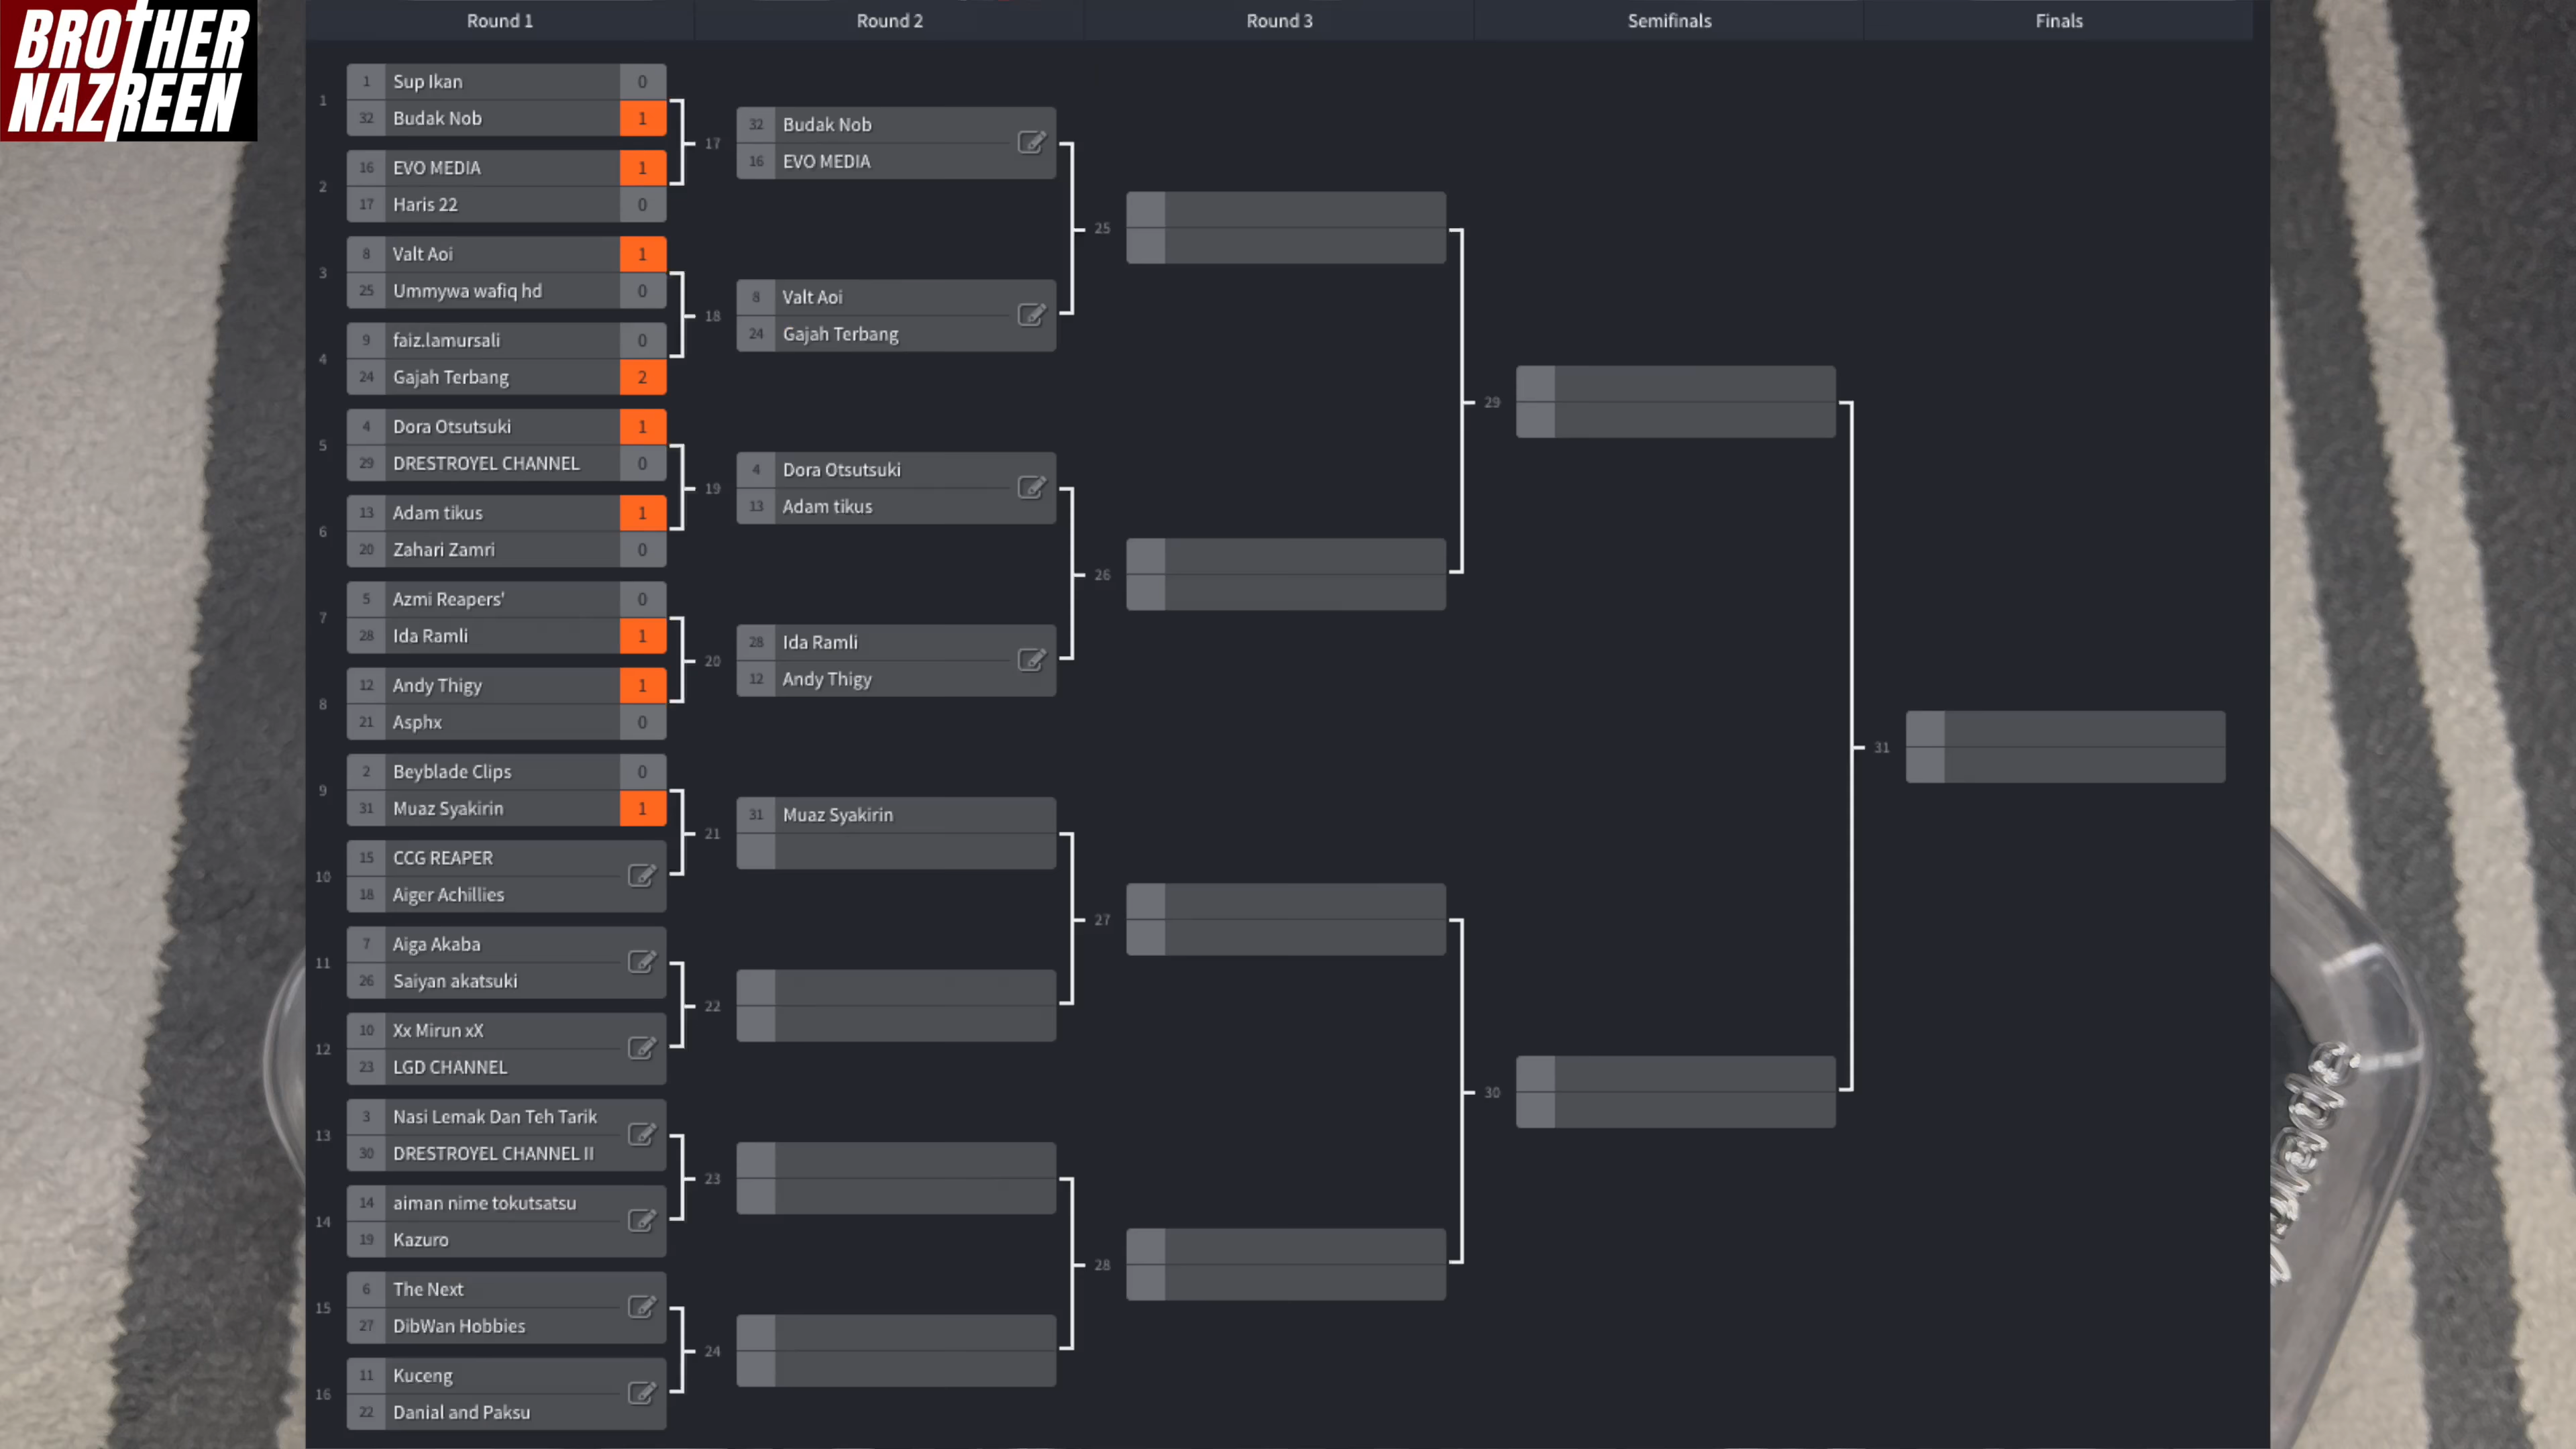 BROTHER
NAZREEN
Round 1
Round 2
Round 3
Semifinals
Finals
1
1 Sup Ikan 0
32 Budak Nob 1
2
16 EVO MEDIA 1
17 Haris 22 0
3
8 Valt Aoi 1
25 Ummywa wafiq hd 0
4
9 faiz.lamursali 0
24 Gajah Terbang 2
5
4 Dora Otsutsuki 1
29 DRESTROYEL CHANNEL 0
6
13 Adam tikus 1
20 Zahari Zamri 0
7
5 Azmi Reapers' 0
28 Ida Ramli 1
8
12 Andy Thigy 1
21 Asphx 0
9
2 Beyblade Clips 0
31 Muaz Syakirin 1
10
15 CCG REAPER
18 Aiger Achillies
11
7 Aiga Akaba
26 Saiyan akatsuki
12
10 Xx Mirun xX
23 LGD CHANNEL
13
3 Nasi Lemak Dan Teh Tarik
30 DRESTROYEL CHANNEL II
14
14 aiman nime tokutsatsu
19 Kazuro
15
6 The Next
27 DibWan Hobbies
16
11 Kuceng
22 Danial and Paksu
17
32 Budak Nob
16 EVO MEDIA
18
8 Valt Aoi
24 Gajah Terbang
19
4 Dora Otsutsuki
13 Adam tikus
20
28 Ida Ramli
12 Andy Thigy
21
31 Muaz Syakirin
22
23
24
25
26
27
28
29
30
31